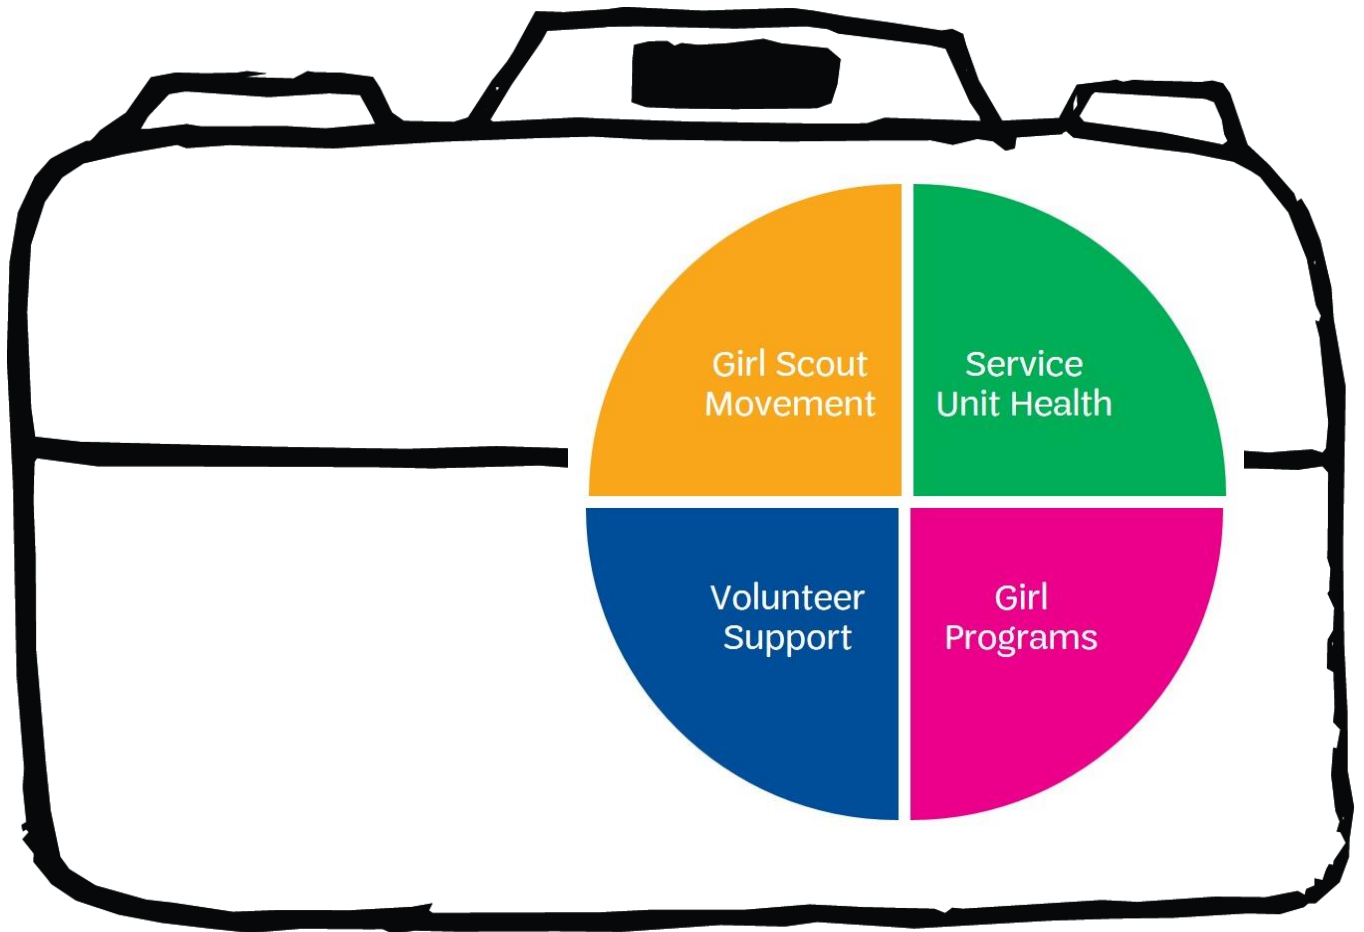 Girl Scout
Movement
Service
Unit Health
Volunteer
Support
Girl
Programs